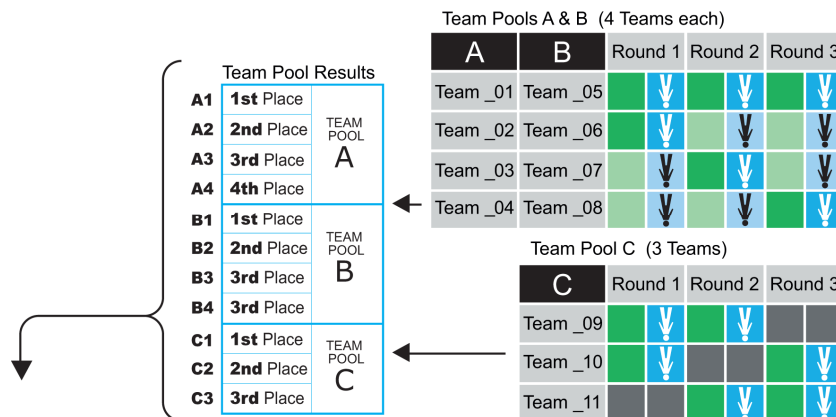 Team Pools A & B (4 Teams each)
A B Round 1 Round 2 Round 3
Team _01 Team _05
Team _02 Team _06
Team _03 Team _07
Team _04 Team _08
Team Pool Results
A1 1st Place
A2 2nd Place
A3 3rd Place
A4 4th Place
TEAM
POOL
A
B1 1st Place
B2 2nd Place
B3 3rd Place
B4 3rd Place
TEAM
POOL
B
C1 1st Place
C2 2nd Place
C3 3rd Place
TEAM
POOL
C
Team Pool C (3 Teams)
C Round 1 Round 2 Round 3
Team _09
Team _10
Team _11